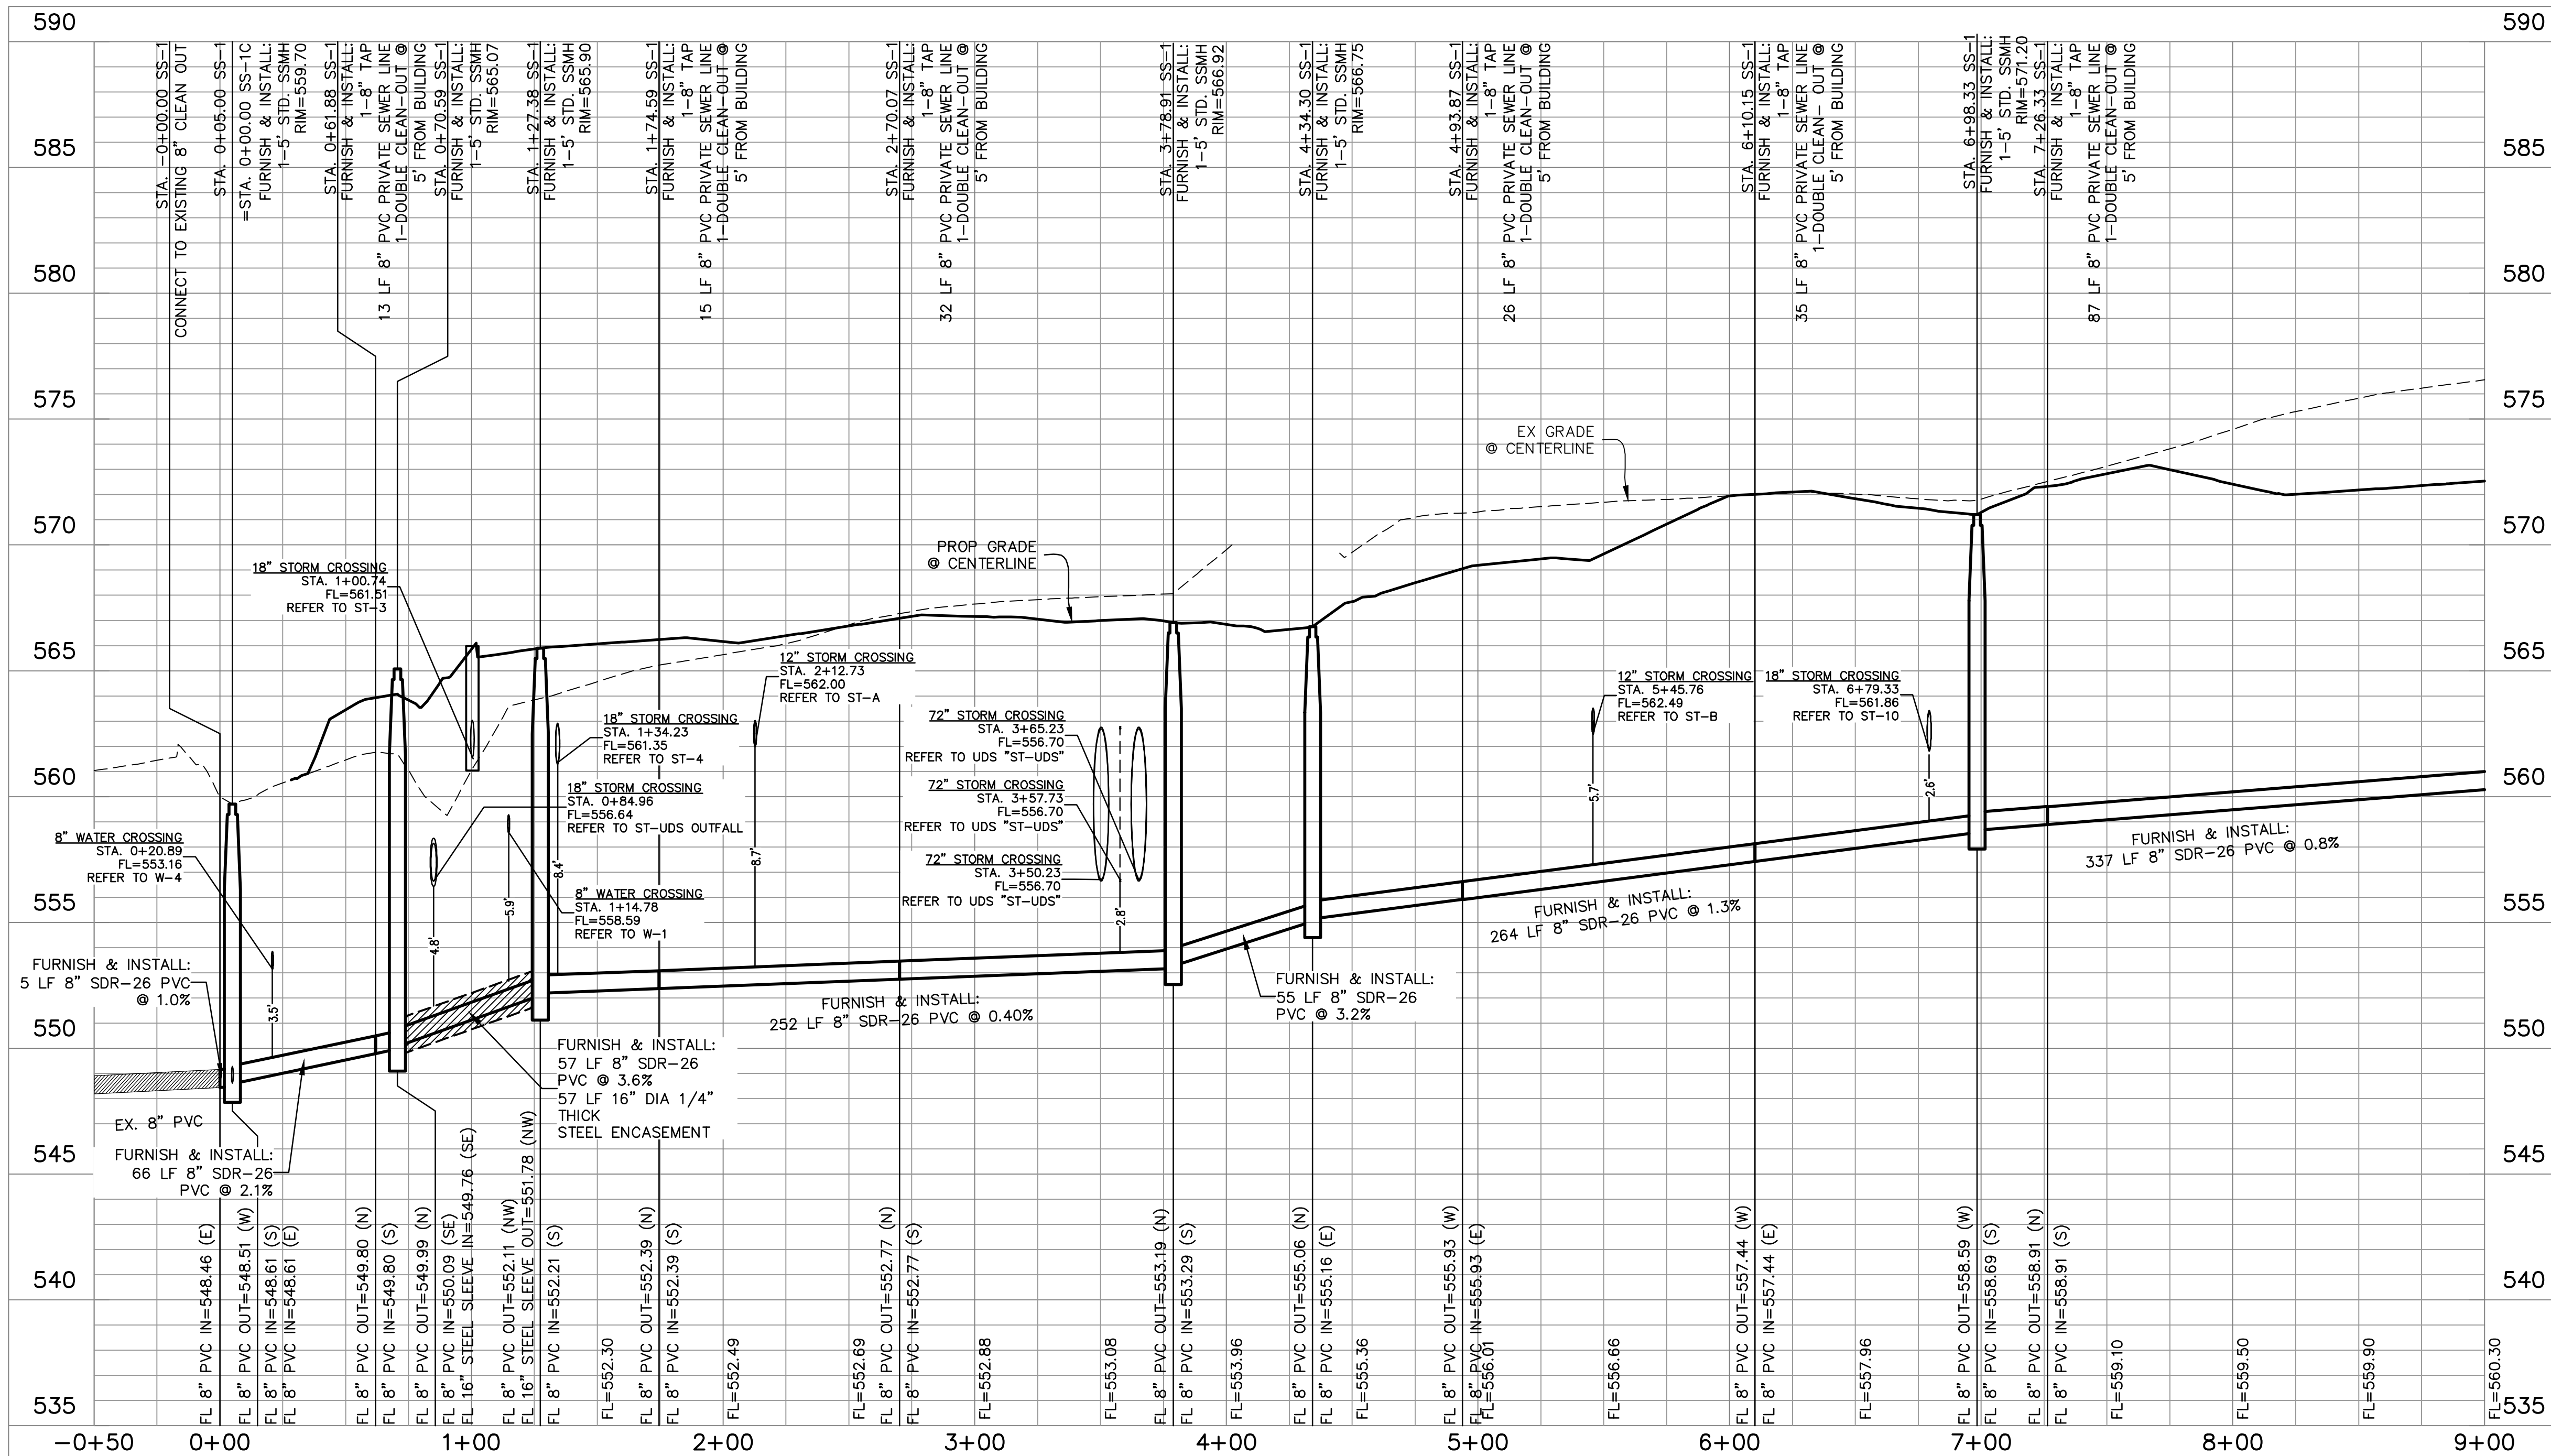 590
590
585
585
580
580
575
575
570
570
565
565
560
560
555
555
550
550
545
545
540
540
535
535
STA. -0+00.00 SS-1
CONNECT TO EXISTING 8" CLEAN OUT
STA. 0+05.00 SS-1
=STA. 0+00.00 SS-1C
FURNISH & INSTALL:
1-5' STD. SSMH
RIM=559.70
STA. 0+61.88 SS-1
FURNISH & INSTALL:
1-8" TAP
13 LF 8" PVC PRIVATE SEWER LINE
1-DOUBLE CLEAN-OUT @
5' FROM BUILDING
STA. 0+70.59 SS-1
FURNISH & INSTALL:
1-5' STD. SSMH
RIM=565.07
STA. 1+27.38 SS-1
FURNISH & INSTALL:
1-5' STD. SSMH
RIM=565.90
STA. 1+74.59 SS-1
FURNISH & INSTALL:
1-8" TAP
15 LF 8" PVC PRIVATE SEWER LINE
1-DOUBLE CLEAN-OUT @
5' FROM BUILDING
STA. 2+70.07 SS-1
FURNISH & INSTALL:
1-8" TAP
32 LF 8" PVC PRIVATE SEWER LINE
1-DOUBLE CLEAN-OUT @
5' FROM BUILDING
STA. 3+78.91 SS-1
FURNISH & INSTALL:
1-5' STD. SSMH
RIM=566.92
STA. 4+34.30 SS-1
FURNISH & INSTALL:
1-5' STD. SSMH
RIM=566.75
STA. 4+93.87 SS-1
FURNISH & INSTALL:
1-8" TAP
26 LF 8" PVC PRIVATE SEWER LINE
1-DOUBLE CLEAN-OUT @
5' FROM BUILDING
STA. 6+10.15 SS-1
FURNISH & INSTALL:
1-8" TAP
35 LF 8" PVC PRIVATE SEWER LINE
1-DOUBLE CLEAN- OUT @
5' FROM BUILDING
STA. 6+98.33 SS-1
FURNISH & INSTALL:
1-5' STD. SSMH
RIM=571.20
STA. 7+26.33 SS-1
FURNISH & INSTALL:
1-8" TAP
87 LF 8" PVC PRIVATE SEWER LINE
1-DOUBLE CLEAN-OUT @
5' FROM BUILDING
EX GRADE
@ CENTERLINE
PROP GRADE
@ CENTERLINE
18" STORM CROSSING
STA. 1+00.74
FL=561.51
REFER TO ST-3
12" STORM CROSSING
STA. 2+12.73
FL=562.00
REFER TO ST-A
18" STORM CROSSING
STA. 1+34.23
FL=561.35
REFER TO ST-4
18" STORM CROSSING
STA. 0+84.96
FL=556.64
REFER TO ST-UDS OUTFALL
8" WATER CROSSING
STA. 1+14.78
FL=558.59
REFER TO W-1
8" WATER CROSSING
STA. 0+20.89
FL=553.16
REFER TO W-4
72" STORM CROSSING
STA. 3+65.23
FL=556.70
REFER TO UDS "ST-UDS"
72" STORM CROSSING
STA. 3+57.73
FL=556.70
REFER TO UDS "ST-UDS"
72" STORM CROSSING
STA. 3+50.23
FL=556.70
REFER TO UDS "ST-UDS"
12" STORM CROSSING
STA. 5+45.76
FL=562.49
REFER TO ST-B
18" STORM CROSSING
STA. 6+79.33
FL=561.86
REFER TO ST-10
3.5'
4.8'
5.9'
8.4'
8.7'
2.8'
5.7'
2.6'
FURNISH & INSTALL:
5 LF 8" SDR-26 PVC
@ 1.0%
EX. 8" PVC
FURNISH & INSTALL:
66 LF 8" SDR-26
PVC @ 2.1%
FURNISH & INSTALL:
57 LF 8" SDR-26
PVC @ 3.6%
57 LF 16" DIA 1/4"
THICK
STEEL ENCASEMENT
FURNISH & INSTALL:
252 LF 8" SDR-26 PVC @ 0.40%
FURNISH & INSTALL:
55 LF 8" SDR-26
PVC @ 3.2%
FURNISH & INSTALL:
264 LF 8" SDR-26 PVC @ 1.3%
FURNISH & INSTALL:
337 LF 8" SDR-26 PVC @ 0.8%
FL 8" PVC IN=548.46 (E)
FL 8" PVC OUT=548.51 (W)
FL 8" PVC IN=548.61 (S)
FL 8" PVC IN=548.61 (E)
FL 8" PVC OUT=549.80 (N)
FL 8" PVC IN=549.80 (S)
FL 8" PVC OUT=549.99 (N)
FL 8" PVC IN=550.09 (SE)
FL 16" STEEL SLEEVE IN=549.76 (SE)
FL 8" PVC OUT=552.11 (NW)
FL 16" STEEL SLEEVE OUT=551.78 (NW)
FL 8" PVC IN=552.21 (S)
FL=552.30
FL 8" PVC OUT=552.39 (N)
FL 8" PVC IN=552.39 (S)
FL=552.49
FL=552.69
FL 8" PVC OUT=552.77 (N)
FL 8" PVC IN=552.77 (S)
FL=552.88
FL=553.08
FL 8" PVC OUT=553.19 (N)
FL 8" PVC IN=553.29 (S)
FL=553.96
FL 8" PVC OUT=555.06 (N)
FL 8" PVC IN=555.16 (E)
FL=555.36
FL 8" PVC OUT=555.93 (W)
FL 8" PVC IN=555.93 (E)
FL=556.01
FL=556.66
FL 8" PVC OUT=557.44 (W)
FL 8" PVC IN=557.44 (E)
FL=557.96
FL 8" PVC OUT=558.59 (W)
FL 8" PVC IN=558.69 (S)
FL 8" PVC OUT=558.91 (N)
FL 8" PVC IN=558.91 (S)
FL=559.10
FL=559.50
FL=559.90
FL=560.30
-0+50
0+00
1+00
2+00
3+00
4+00
5+00
6+00
7+00
8+00
9+00